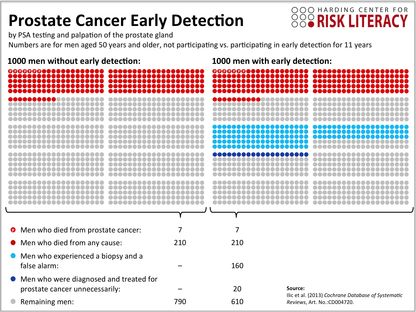 Prostate Cancer Early Detection
HARDING CENTER FOR
RISK LITERACY
by PSA testing and palpation of the prostate gland
Numbers are for men aged 50 years and older, not participating vs. participating in early detection for 11 years
1000 men without early detection:
1000 men with early detection:
Men who died from prostate cancer: 7 7
Men who died from any cause: 210 210
Men who experienced a biopsy and a
false alarm: – 160
Men who were diagnosed and treated for
prostate cancer unnecessarily: – 20
Remaining men: 790 610
Source:
Ilic et al. (2013) Cochrane Database of Systematic
Reviews, Art. No.:CD004720.